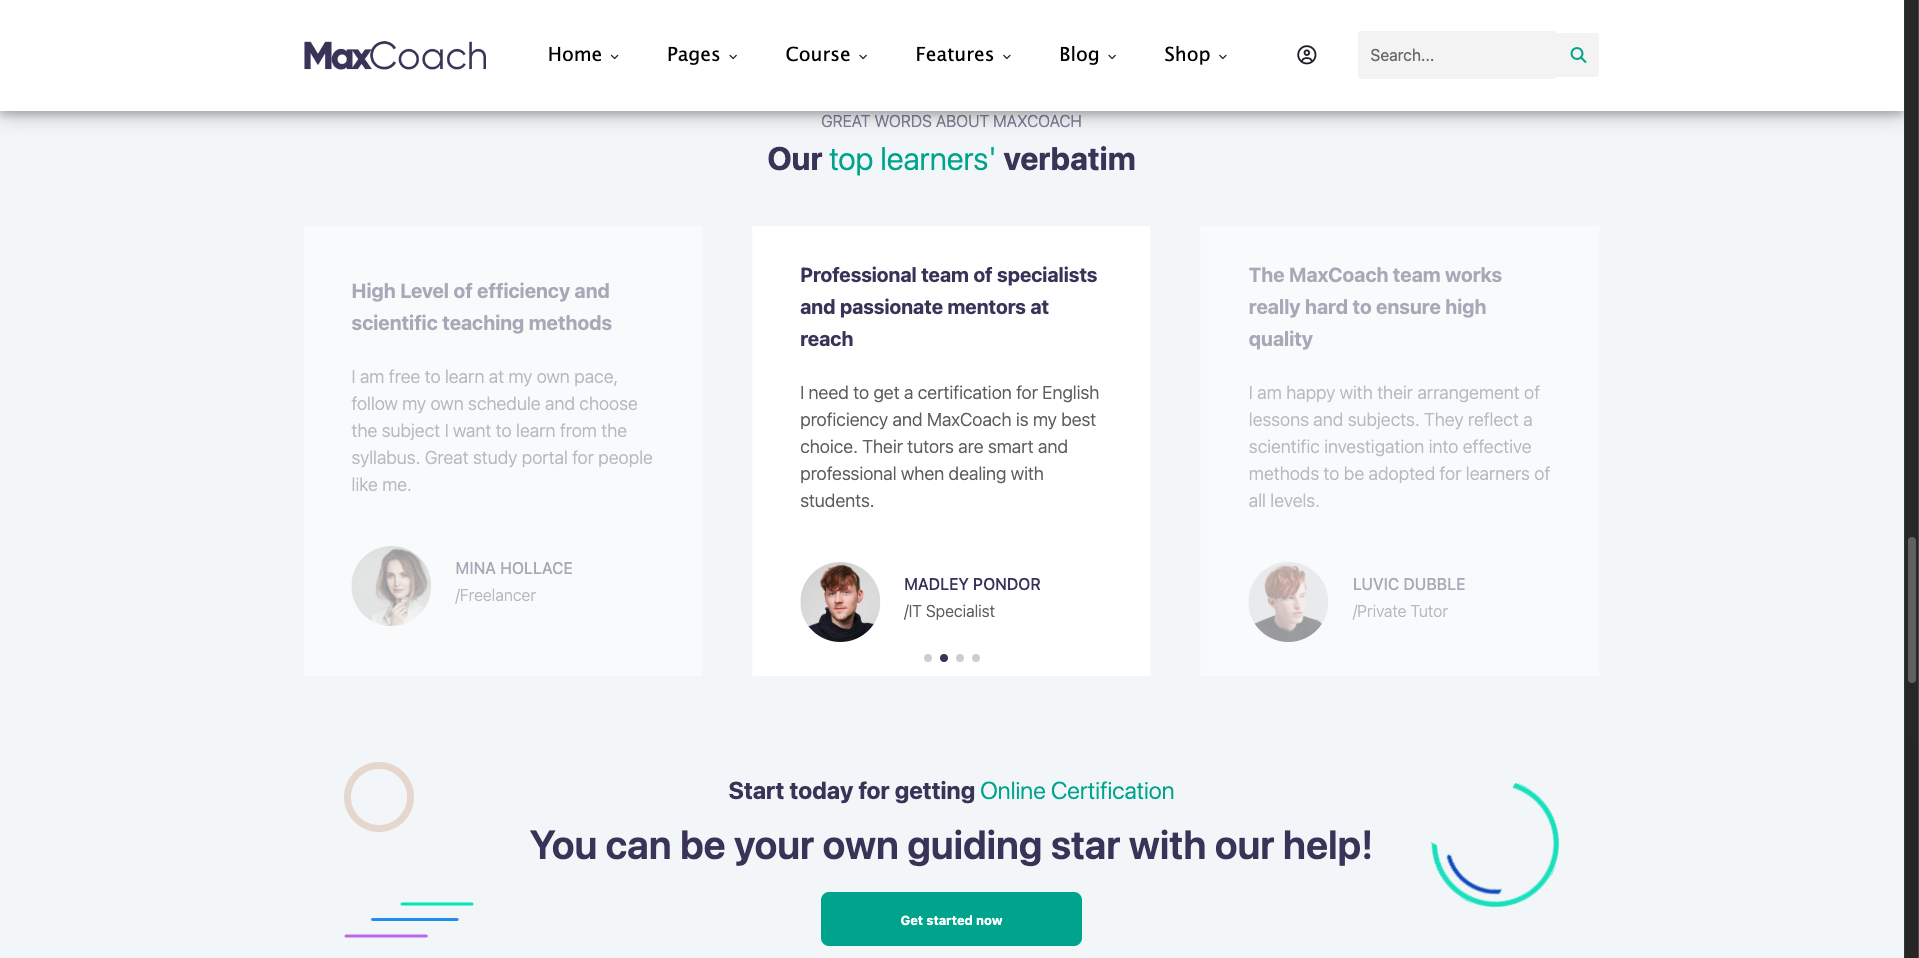 MaxCoach
Home
Pages
Course
Features
Blog
Shop
Search...
GREAT WORDS ABOUT MAXCOACH
Our top learners' verbatim
High Level of efficiency and
scientific teaching methods
I am free to learn at my own pace,
follow my own schedule and choose
the subject I want to learn from the
syllabus. Great study portal for people
like me.
MINA HOLLACE
/Freelancer
Professional team of specialists
and passionate mentors at
reach
I need to get a certification for English
proficiency and MaxCoach is my best
choice. Their tutors are smart and
professional when dealing with
students.
MADLEY PONDOR
/IT Specialist
The MaxCoach team works
really hard to ensure high
quality
I am happy with their arrangement of
lessons and subjects. They reflect a
scientific investigation into effective
methods to be adopted for learners of
all levels.
LUVIC DUBBLE
/Private Tutor
Start today for getting Online Certification
You can be your own guiding star with our help!
Get started now